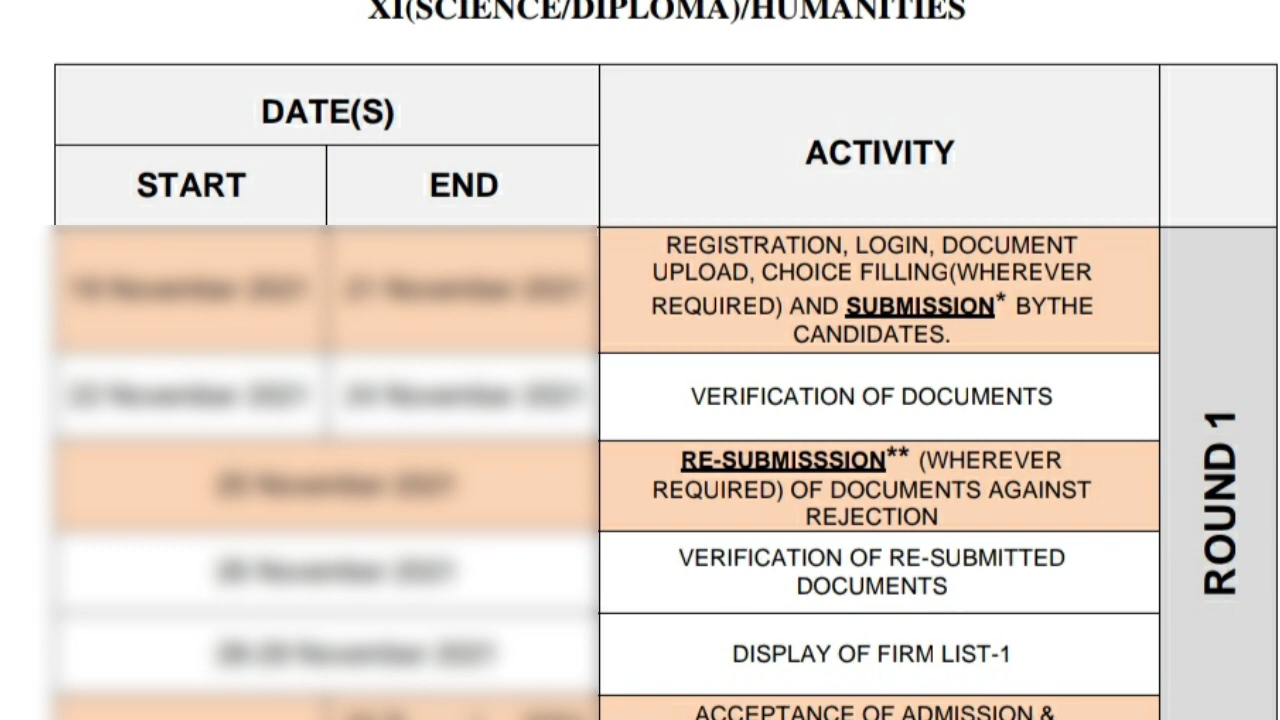 XI(SCIENCE/DIPLOMA)/HUMANITIES
DATE(S)
START
END
ACTIVITY
REGISTRATION, LOGIN, DOCUMENT
UPLOAD, CHOICE FILLING(WHEREVER
REQUIRED) AND SUBMISSION* BYTHE
CANDIDATES.
VERIFICATION OF DOCUMENTS
RE-SUBMISSSION** (WHEREVER
REQUIRED) OF DOCUMENTS AGAINST
REJECTION
VERIFICATION OF RE-SUBMITTED
DOCUMENTS
DISPLAY OF FIRM LIST-1
ACCEPTANCE OF ADMISSION &
ROUND 1